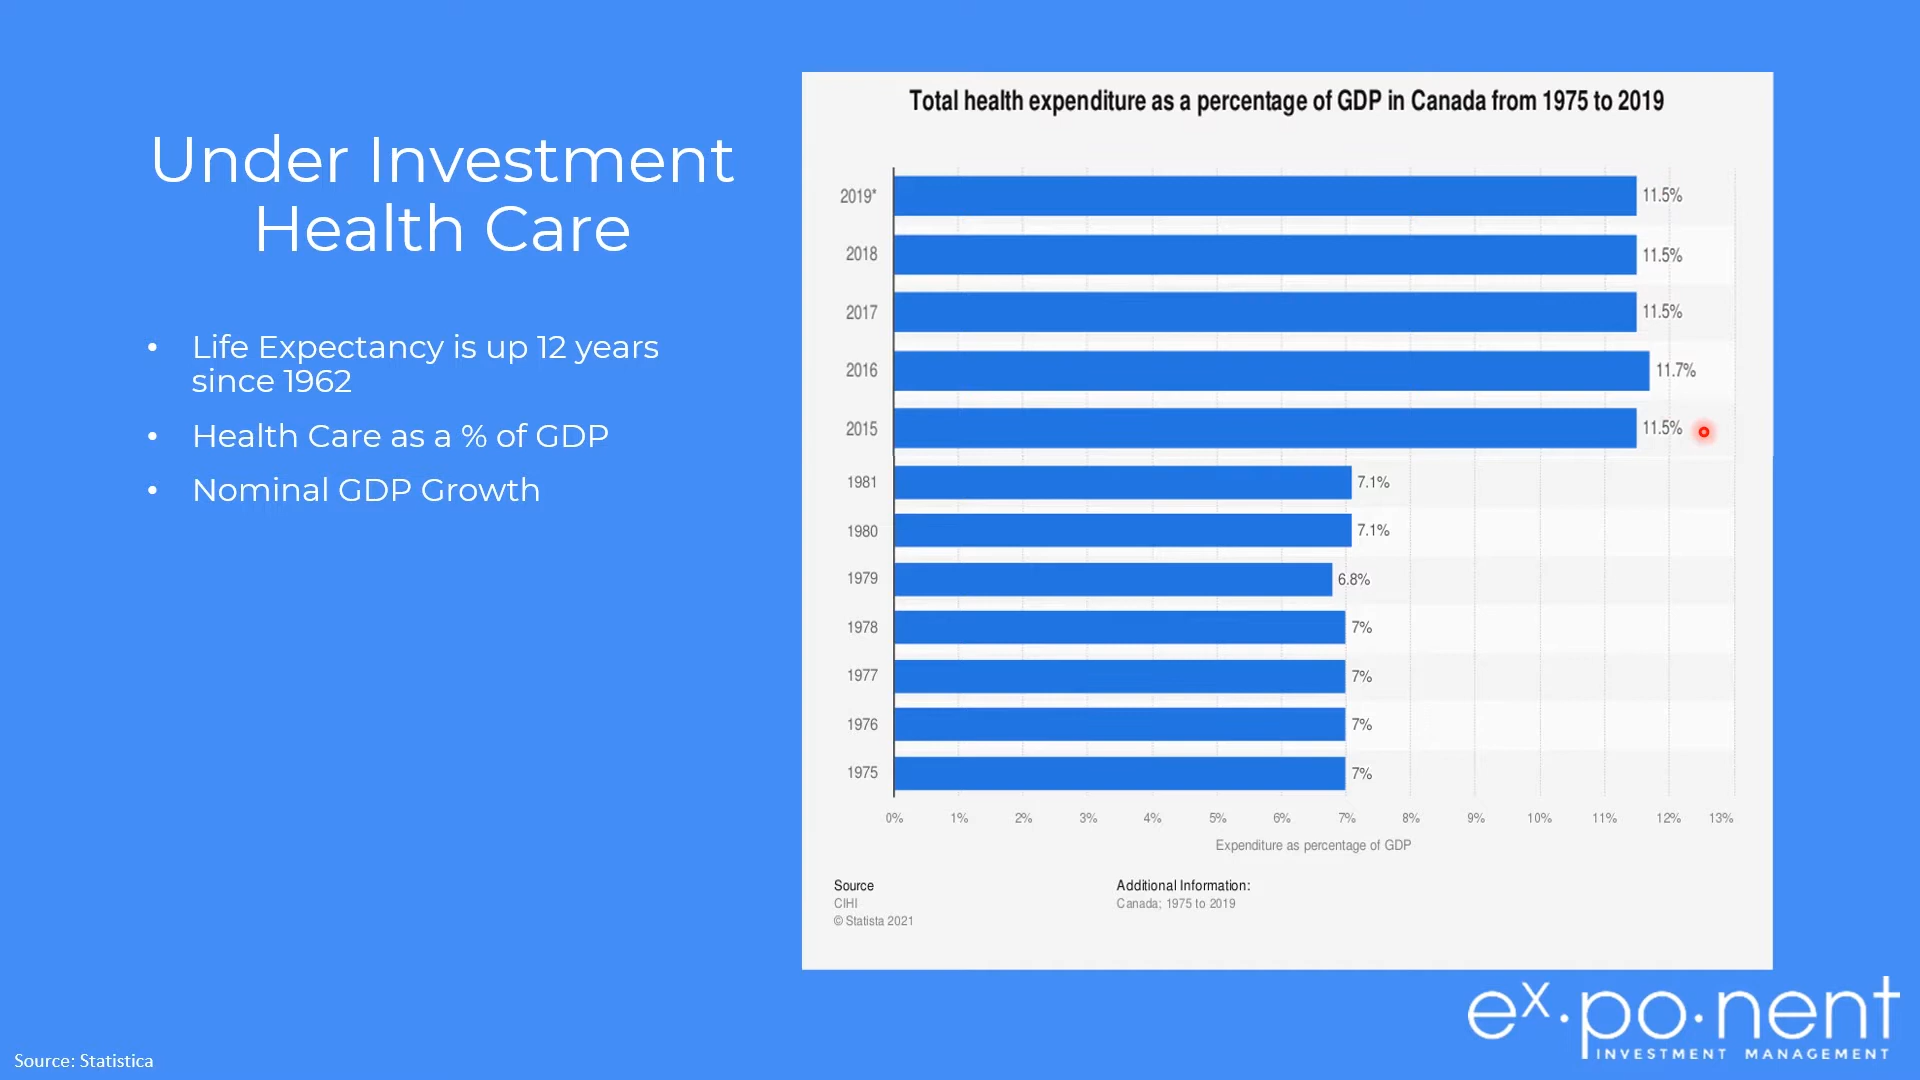 Under Investment
Health Care
• Life Expectancy is up 12 years
since 1962
• Health Care as a % of GDP
• Nominal GDP Growth
Total health expenditure as a percentage of GDP in Canada from 1975 to 2019
2019* 11.5%
2018 11.5%
2017 11.5%
2016 11.7%
2015 11.5%
1981 7.1%
1980 7.1%
1979 6.8%
1978 7%
1977 7%
1976 7%
1975 7%
0% 1% 2% 3% 4% 5% 6% 7% 8% 9% 10% 11% 12% 13%
Expenditure as percentage of GDP
Source
CIHI
© Statista 2021
Additional Information:
Canada; 1975 to 2019
ex·po·nent
INVESTMENT MANAGEMENT
Source: Statistica